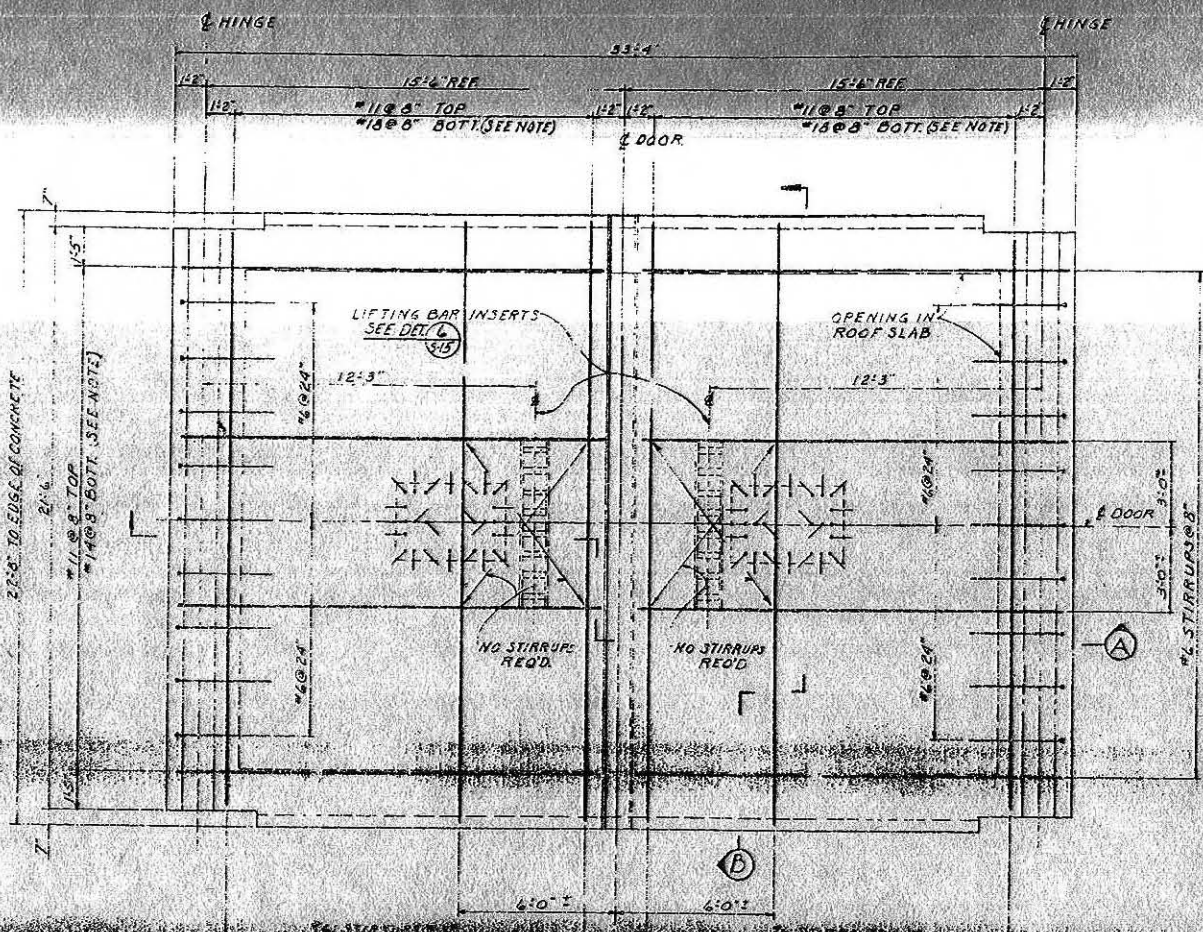 ℄ HINGE
℄ HINGE
33'-4"
1'-2"
15'-6" REF.
15'-6" REF.
1'-2"
1'-2"
#11 @ 8" TOP
1'-2"
1'-2"
#11 @ 8" TOP
1'-2"
#18 @ 8" BOTT. (SEE NOTE)
#18 @ 8" BOTT. (SEE NOTE)
℄ DOOR
7"
1'-5"
LIFTING BAR INSERTS
SEE DET. 6
S-15
OPENING IN
ROOF SLAB
12'-3"
12'-3"
#6 @ 24"
22'-8" TO EDGE OF CONCRETE
21'-6"
#11 @ 8" TOP
#14 @ 8" BOTT. (SEE NOTE)
#6 @ 24"
3'-0"±
℄ DOOR
3'-0"±
#6 STIRRUPS @ 8"
NO STIRRUPS
REQ'D.
NO STIRRUPS
REQ'D.
A
#6 @ 24"
#6 @ 24"
1'-5"
7"
B
6'-0"±
6'-0"±